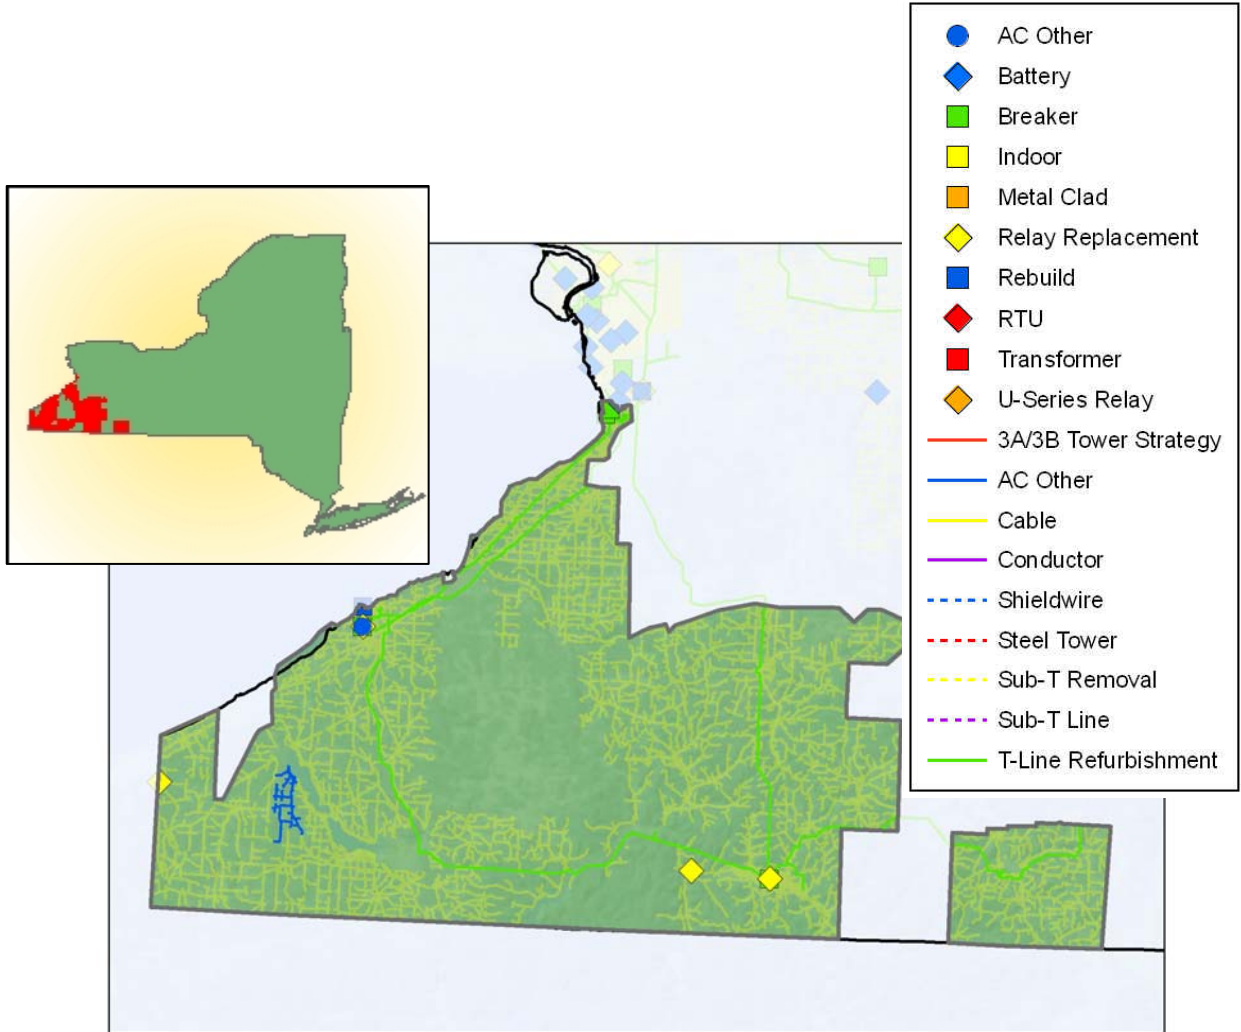 AC Other
Battery
Breaker
Indoor
Metal Clad
Relay Replacement
Rebuild
RTU
Transformer
U-Series Relay
3A/3B Tower Strategy
AC Other
Cable
Conductor
Shieldwire
Steel Tower
Sub-T Removal
Sub-T Line
T-Line Refurbishment